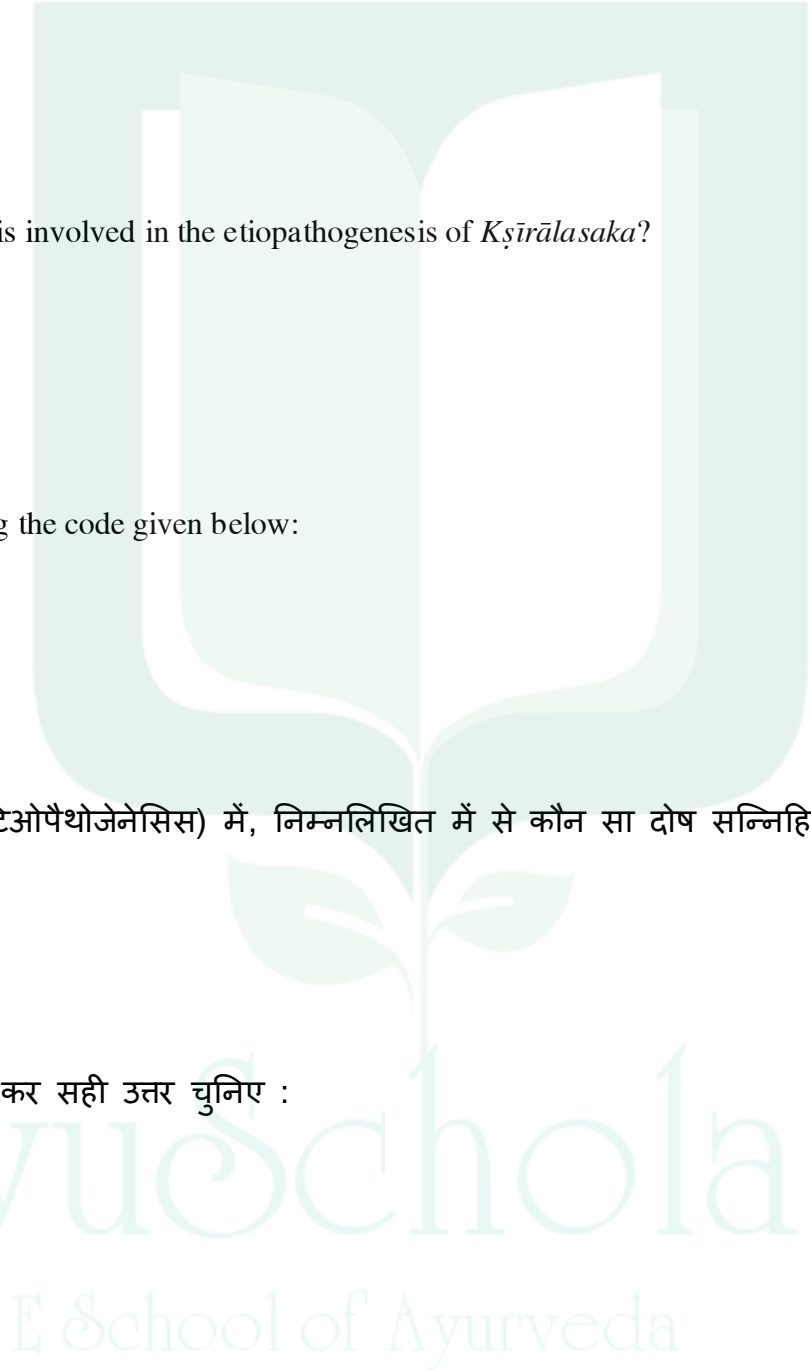 is involved in the etiopathogenesis of Kṣīrālasaka?
g the code given below:
टिओपैथोजेनेसिस) में, निम्नलिखित में से कौन सा दोष सन्निहि
कर सही उत्तर चुनिए :
yuSchola
E School of Ayurveda